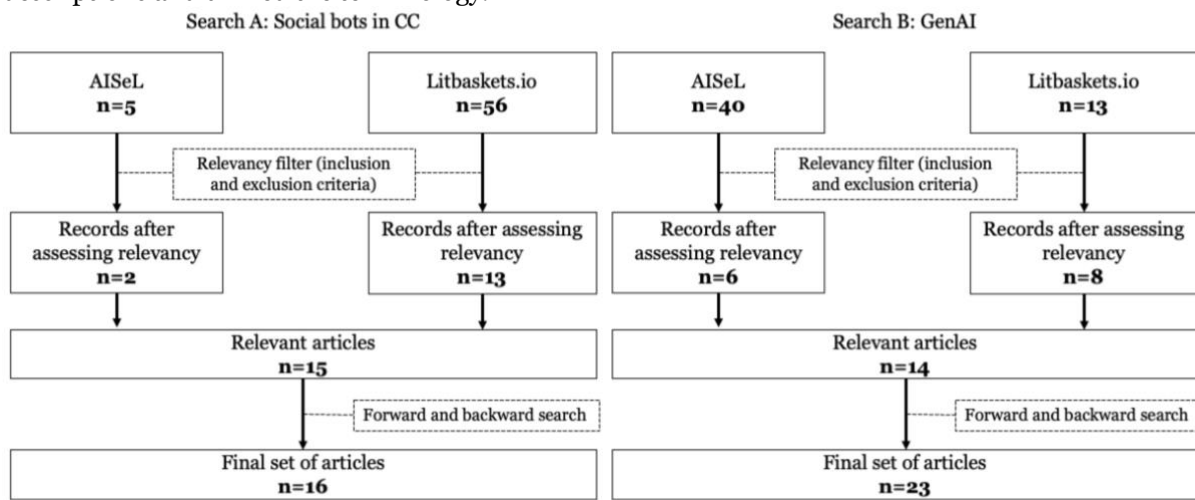 Search A: Social bots in CC
AISeL
n=5
Litbaskets.io
n=56
Relevancy filter (inclusion
and exclusion criteria)
Records after
assessing relevancy
n=2
Records after assessing
relevancy
n=13
Relevant articles
n=15
Forward and backward search
Final set of articles
n=16
Search B: GenAI
AISeL
n=40
Litbaskets.io
n=13
Relevancy filter (inclusion
and exclusion criteria)
Records after
assessing relevancy
n=6
Records after assessing
relevancy
n=8
Relevant articles
n=14
Forward and backward search
Final set of articles
n=23